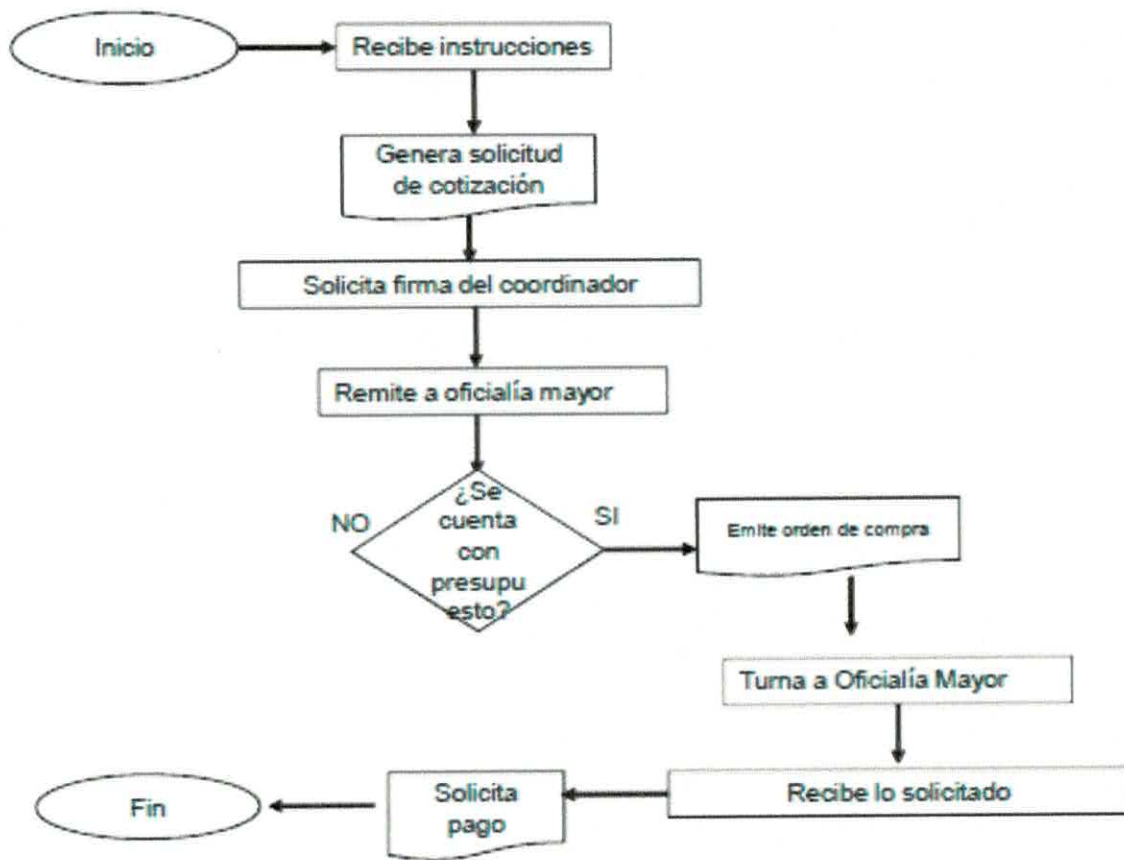 Inicio
Recibe instrucciones
Genera solicitud
de cotización
Solicita firma del coordinador
Remite a oficialía mayor
¿Se
cuenta
con
presupu
esto?
NO
SI
Emite orden de compra
Turna a Oficialía Mayor
Recibe lo solicitado
Solicita
pago
Fin